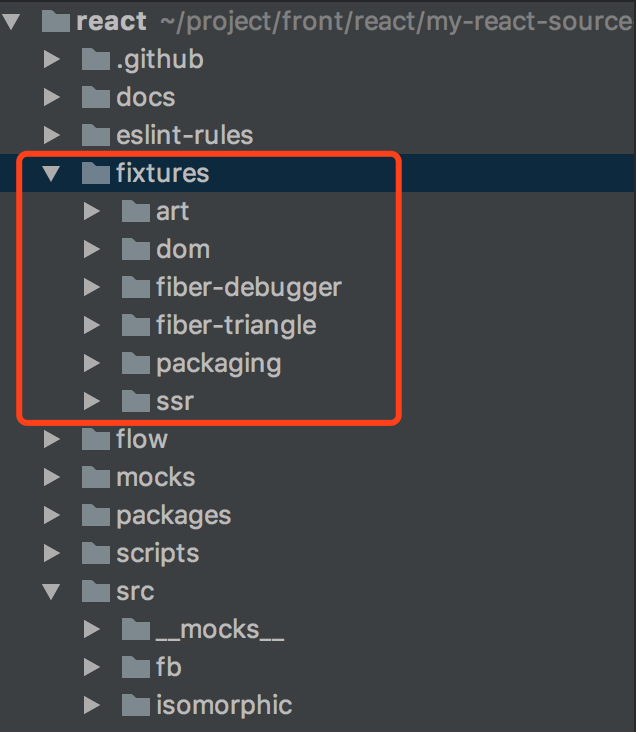 react ~/project/front/react/my-react-source
.github
docs
eslint-rules
fixtures
art
dom
fiber-debugger
fiber-triangle
packaging
ssr
flow
mocks
packages
scripts
src
__mocks__
fb
isomorphic